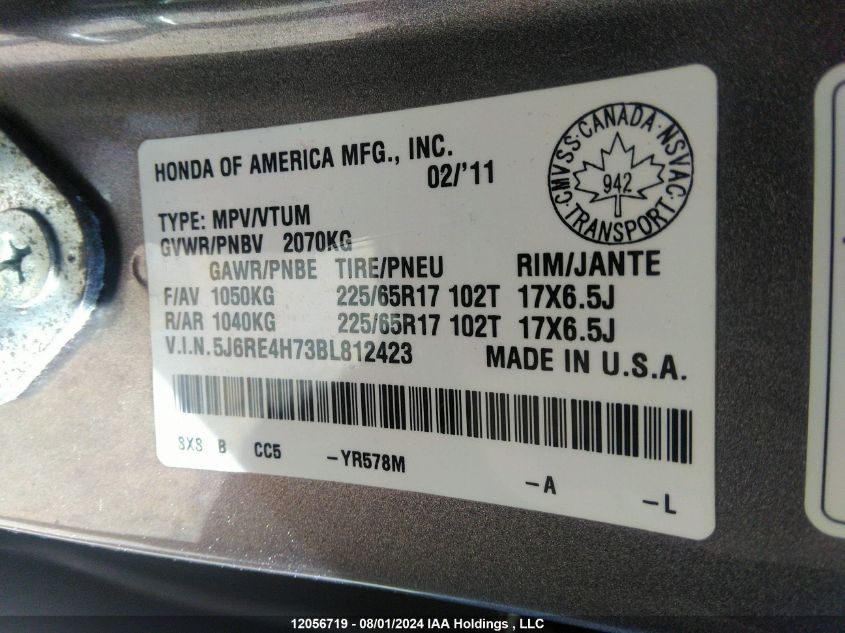 HONDA OF AMERICA MFG., INC.
02/'11
CMVSS·CANADA·NSVAC·
TRANSPORT
942
TYPE: MPV/VTUM
GVWR/PNBV 2070KG
GAWR/PNBE TIRE/PNEU RIM/JANTE
F/AV 1050KG 225/65R17 102T 17X6.5J
R/AR 1040KG 225/65R17 102T 17X6.5J
V.I.N.5J6RE4H73BL812423 MADE IN U.S.A.
SXS B CC5 -YR578M -A -L
12056719 - 08/01/2024 IAA Holdings , LLC